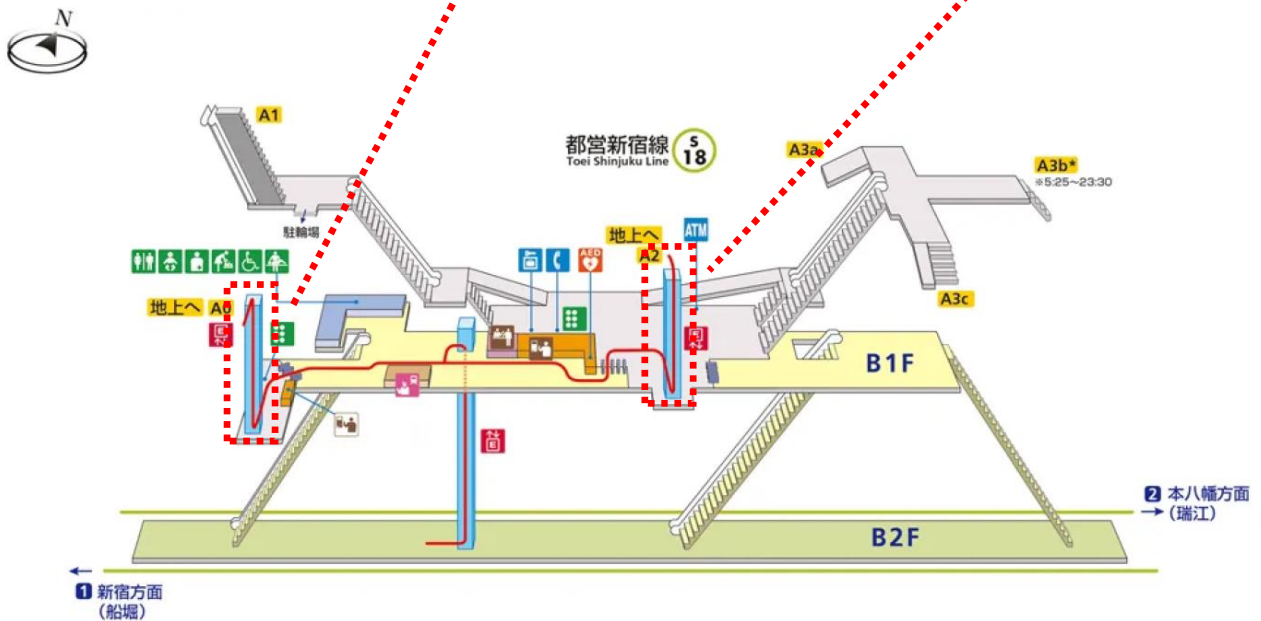 N
A1
都営新宿線
Toei Shinjuku Line
S
18
A3a
A3b*
※5:25～23:30
駐輪場
地上へ
A2
ATM
AED
A3c
地上へ A0
E
E
B1F
E
2 本八幡方面
(瑞江)
B2F
1 新宿方面
(船堀)